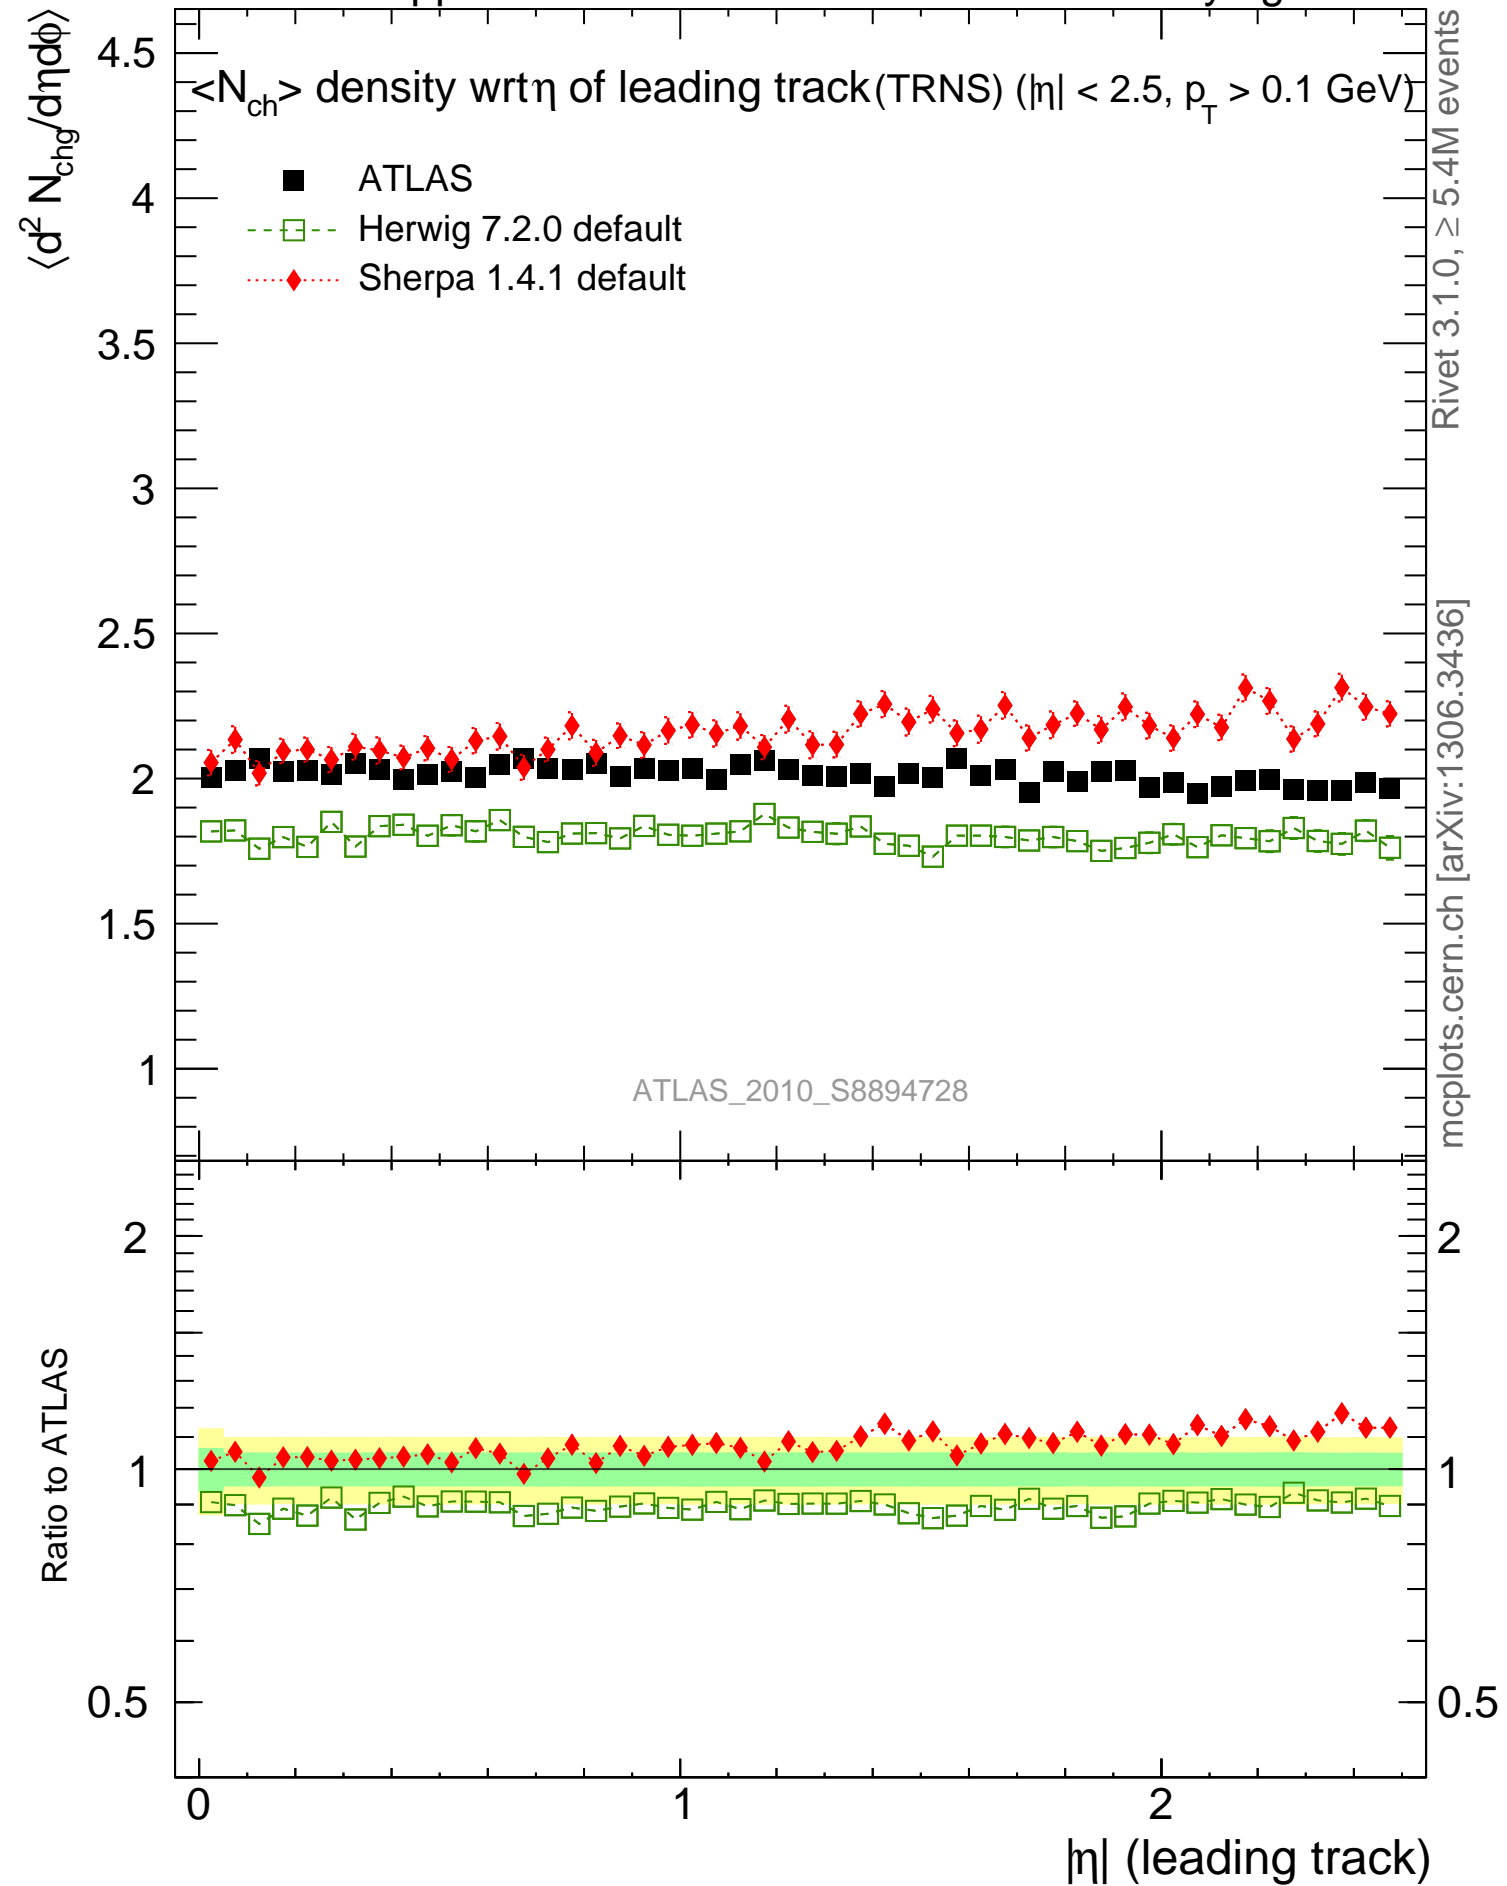 ⟨d² N_chg/dηdϕ⟩
<N_ch> density wrt η of leading track (TRNS) (|η| < 2.5, p_T > 0.1 GeV)
ATLAS
Herwig 7.2.0 default
Sherpa 1.4.1 default
4.5
4
3.5
3
2.5
2
1.5
1
ATLAS_2010_S8894728
Rivet 3.1.0, ≥ 5.4M events
mcplots.cern.ch [arXiv:1306.3436]
Ratio to ATLAS
2
1
0.5
2
1
0.5
0
1
2
|η| (leading track)